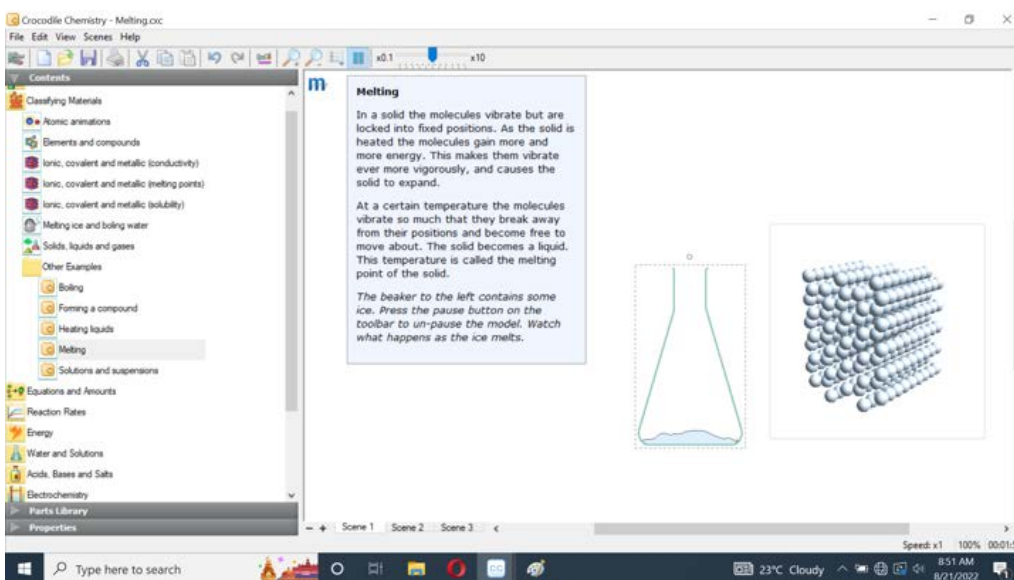 Crocodile Chemistry - Melting.cxc
File Edit View Scenes Help
x0.1 x10
Contents
Classifying Materials
Atomic animations
Elements and compounds
Ionic, covalent and metallic (conductivity)
Ionic, covalent and metallic (melting points)
Ionic, covalent and metallic (solubility)
Melting ice and boiling water
Solids, liquids and gases
Other Examples
Boiling
Forming a compound
Heating liquids
Melting
Solutions and suspensions
Equations and Amounts
Reaction Rates
Energy
Water and Solutions
Acids, Bases and Salts
Electrochemistry
Parts Library
Properties
m
Melting
In a solid the molecules vibrate but are
locked into fixed positions. As the solid is
heated the molecules gain more and
more energy. This makes them vibrate
ever more vigorously, and causes the
solid to expand.
At a certain temperature the molecules
vibrate so much that they break away
from their positions and become free to
move about. The solid becomes a liquid.
This temperature is called the melting
point of the solid.
The beaker to the left contains some
ice. Press the pause button on the
toolbar to un-pause the model. Watch
what happens as the ice melts.
Scene 1 Scene 2 Scene 3
Speed: x1 100%
Type here to search
CC
23°C Cloudy
8:51 AM
8/21/2022